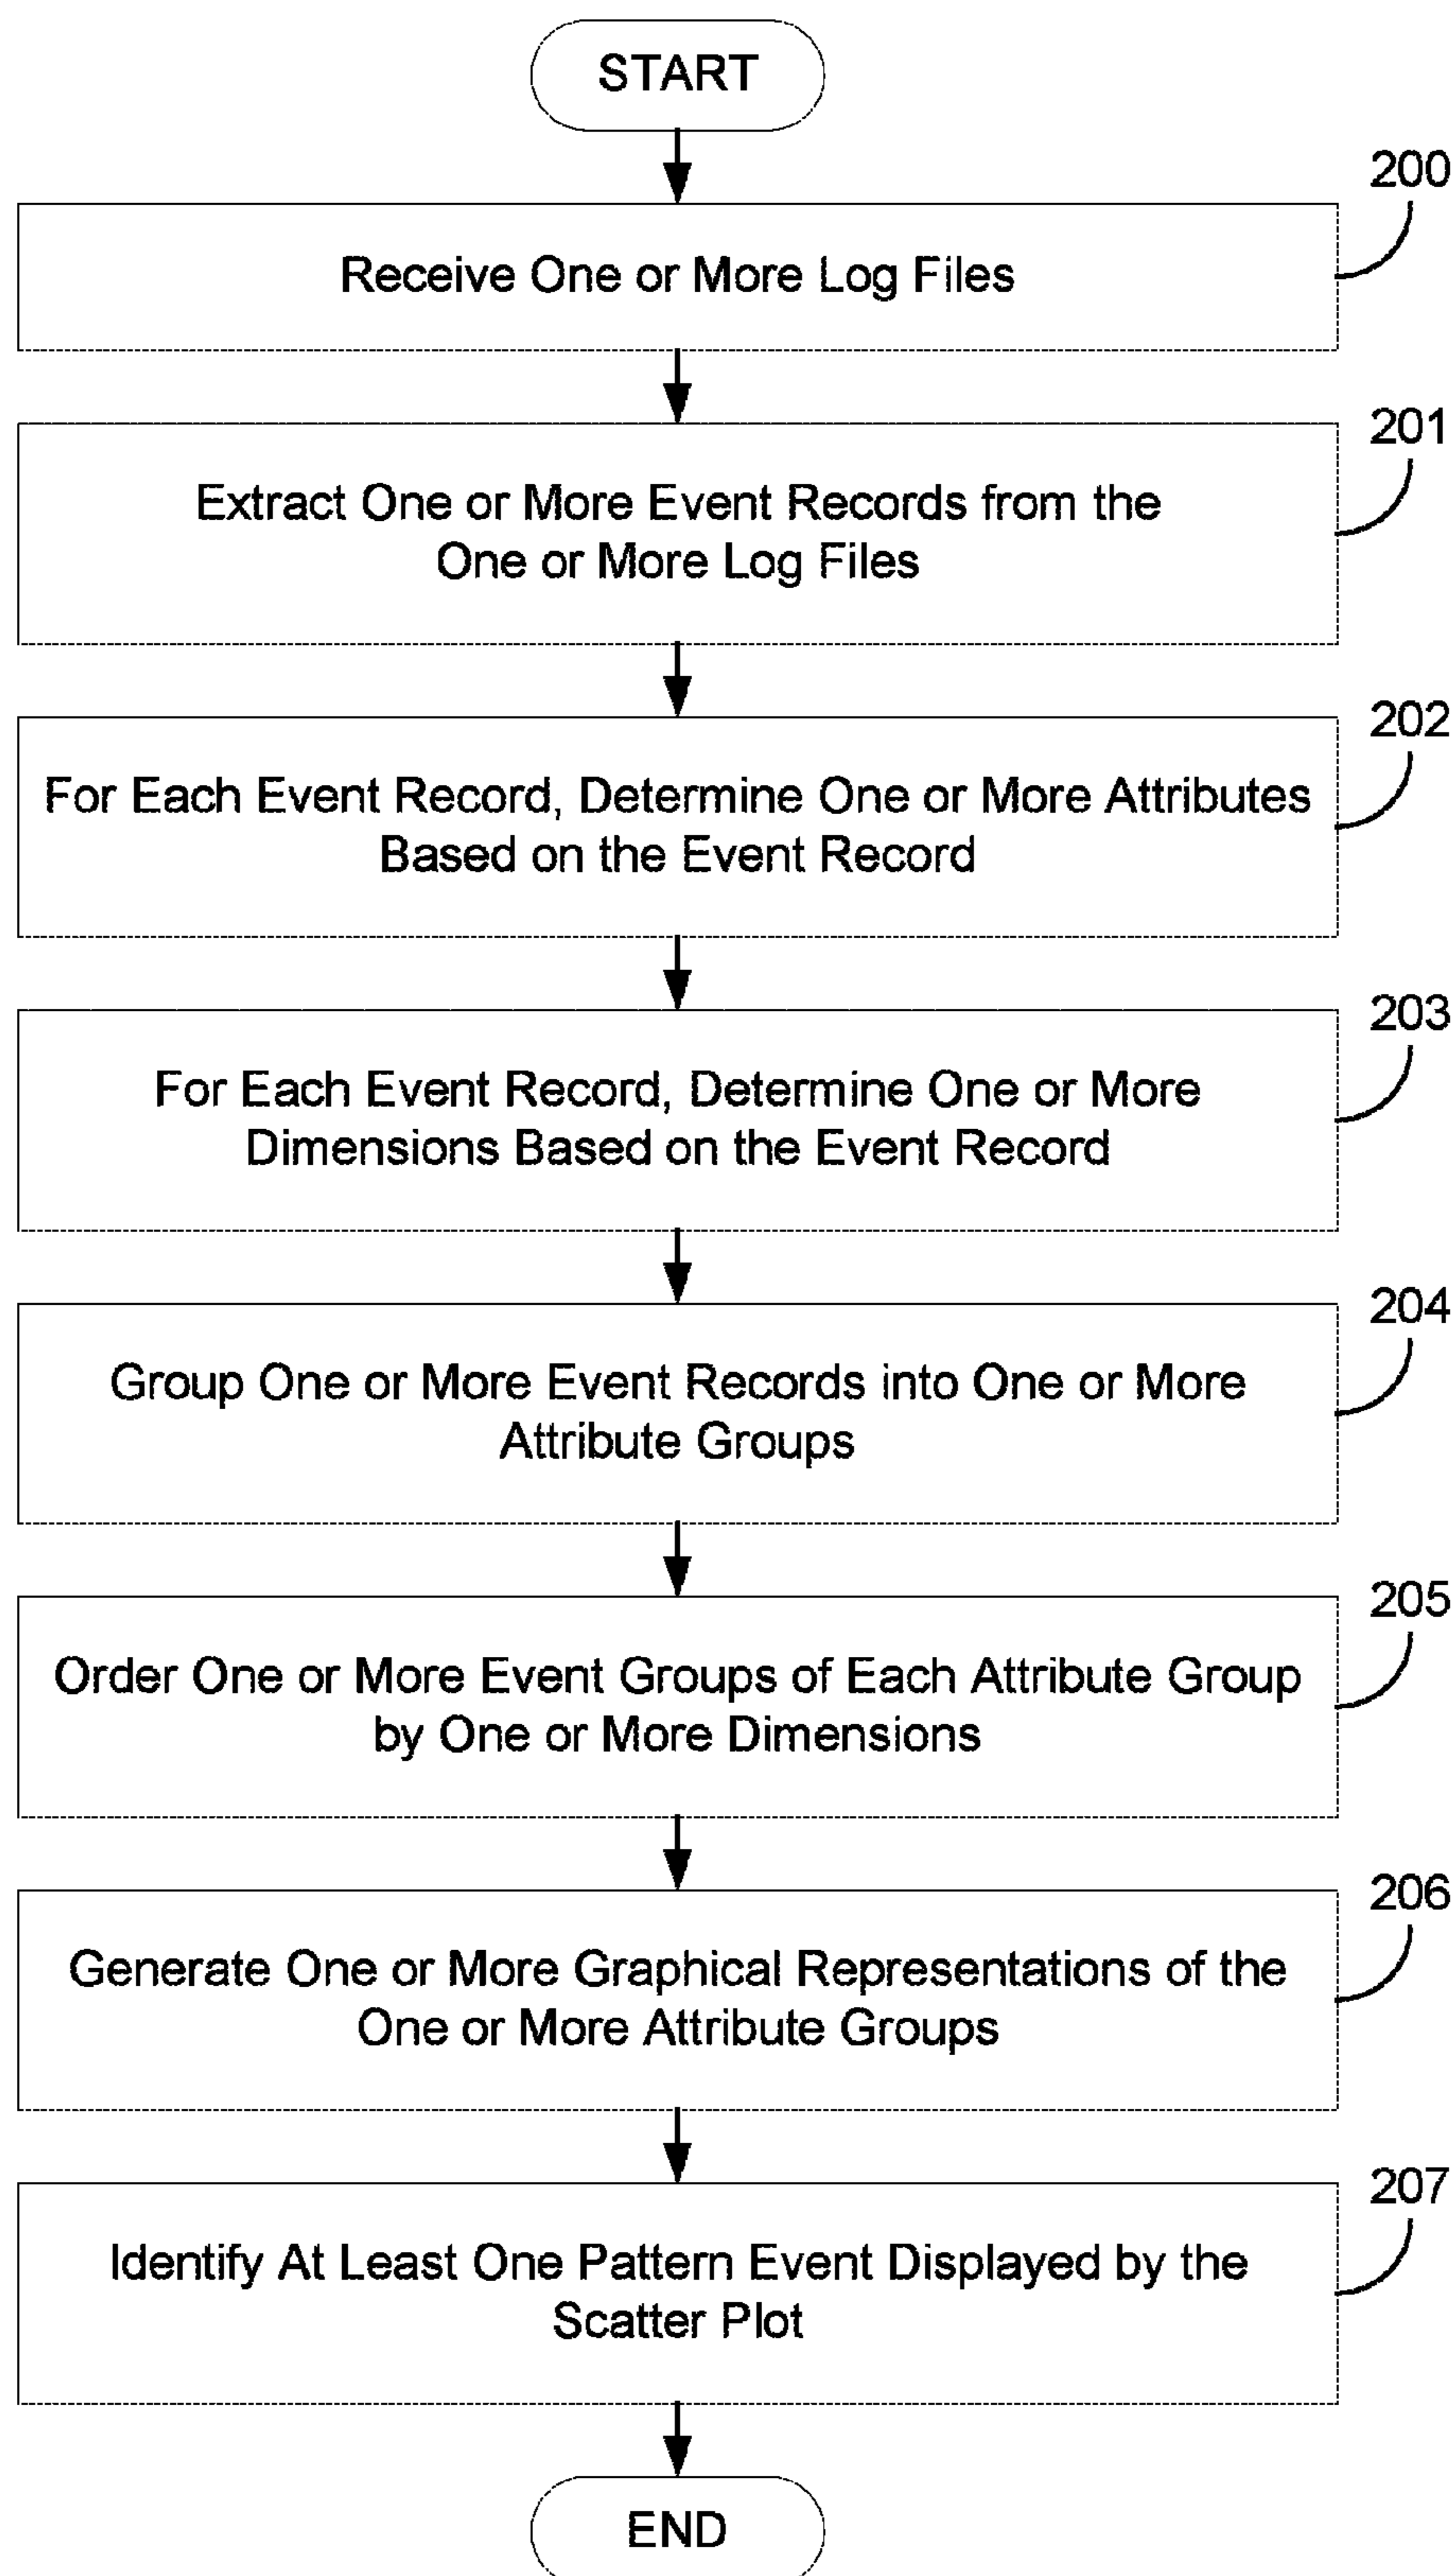 START
200
Receive One or More Log Files
201
Extract One or More Event Records from the
One or More Log Files
202
For Each Event Record, Determine One or More Attributes
Based on the Event Record
203
For Each Event Record, Determine One or More
Dimensions Based on the Event Record
204
Group One or More Event Records into One or More
Attribute Groups
205
Order One or More Event Groups of Each Attribute Group
by One or More Dimensions
206
Generate One or More Graphical Representations of the
One or More Attribute Groups
207
Identify At Least One Pattern Event Displayed by the
Scatter Plot
END